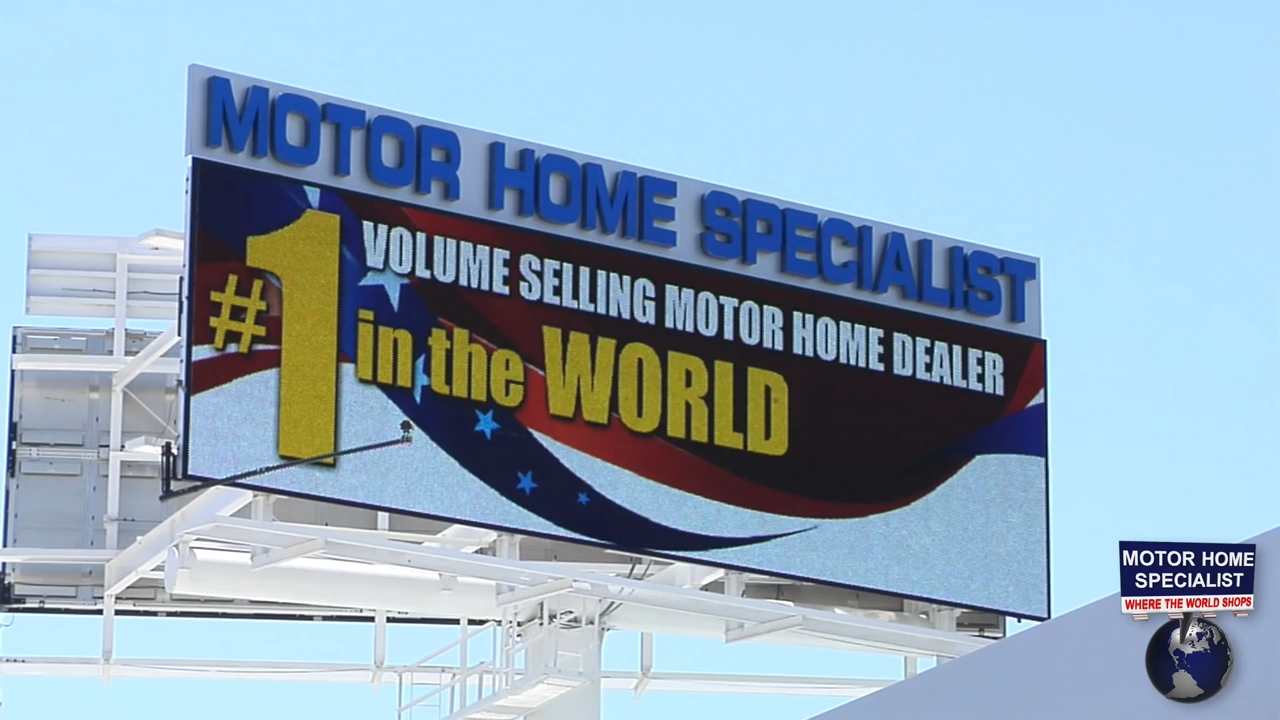 MOTOR HOME SPECIALIST
#1 VOLUME SELLING MOTOR HOME DEALER
in the WORLD
MOTOR HOME
SPECIALIST
WHERE THE WORLD SHOPS